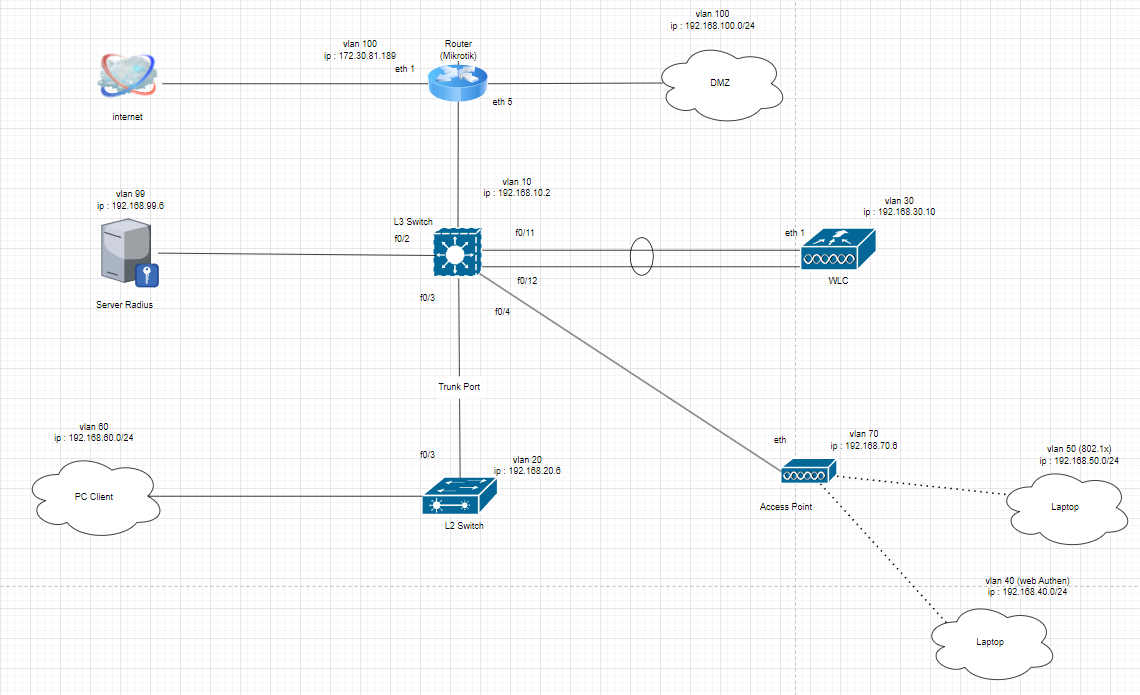 vlan 100
ip : 192.168.100.0/24
vlan 100
ip : 172.30.81.189
Router
(Mikrotik)
eth 1
DMZ
eth 5
internet
vlan 10
ip : 192.168.10.2
vlan 99
ip : 192.168.99.6
vlan 30
ip : 192.168.30.10
L3 Switch
f0/2
f0/11
eth 1
f0/12
WLC
Server Radius
f0/3
f0/4
Trunk Port
vlan 60
ip : 192.168.60.0/24
f0/3
vlan 20
ip : 192.168.20.6
eth
vlan 70
ip : 192.168.70.6
vlan 50 (802.1x)
ip : 192.168.50.0/24
PC Client
L2 Switch
Access Point
Laptop
vlan 40 (web Authen)
ip : 192.168.40.0/24
Laptop